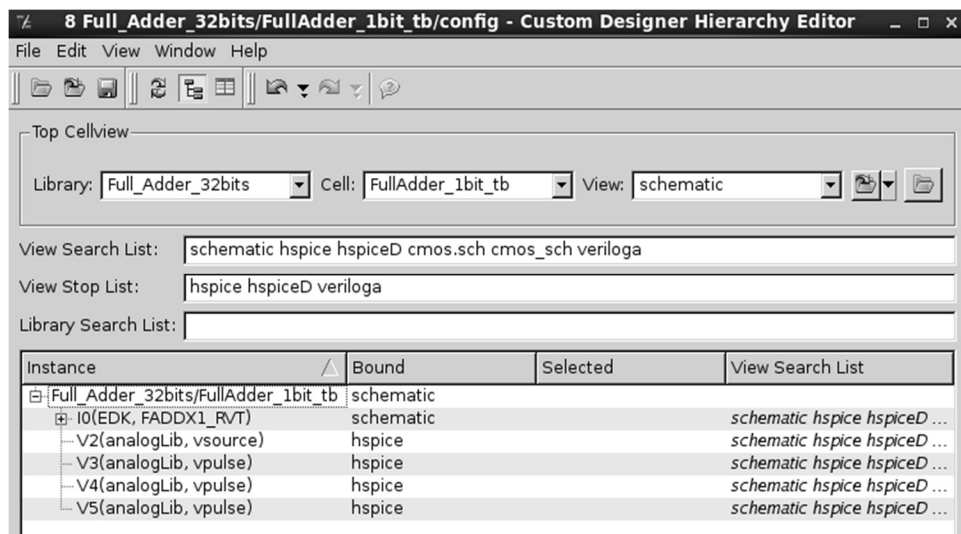 8 Full_Adder_32bits/FullAdder_1bit_tb/config - Custom Designer Hierarchy Editor
File Edit View Window Help
Top Cellview
Library: Full_Adder_32bits Cell: FullAdder_1bit_tb View: schematic
View Search List: schematic hspice hspiceD cmos.sch cmos_sch veriloga
View Stop List: hspice hspiceD veriloga
Library Search List:
Instance Bound Selected View Search List
Full_Adder_32bits/FullAdder_1bit_tb schematic
I0(EDK, FADDX1_RVT) schematic schematic hspice hspiceD ...
V2(analogLib, vsource) hspice schematic hspice hspiceD ...
V3(analogLib, vpulse) hspice schematic hspice hspiceD ...
V4(analogLib, vpulse) hspice schematic hspice hspiceD ...
V5(analogLib, vpulse) hspice schematic hspice hspiceD ...